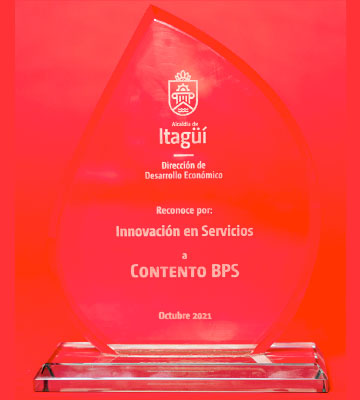 Alcaldía de
Itagüí
Dirección de
Desarrollo Económico
Reconoce por:
Innovación en Servicios
a
CONTENTO BPS
Octubre 2021